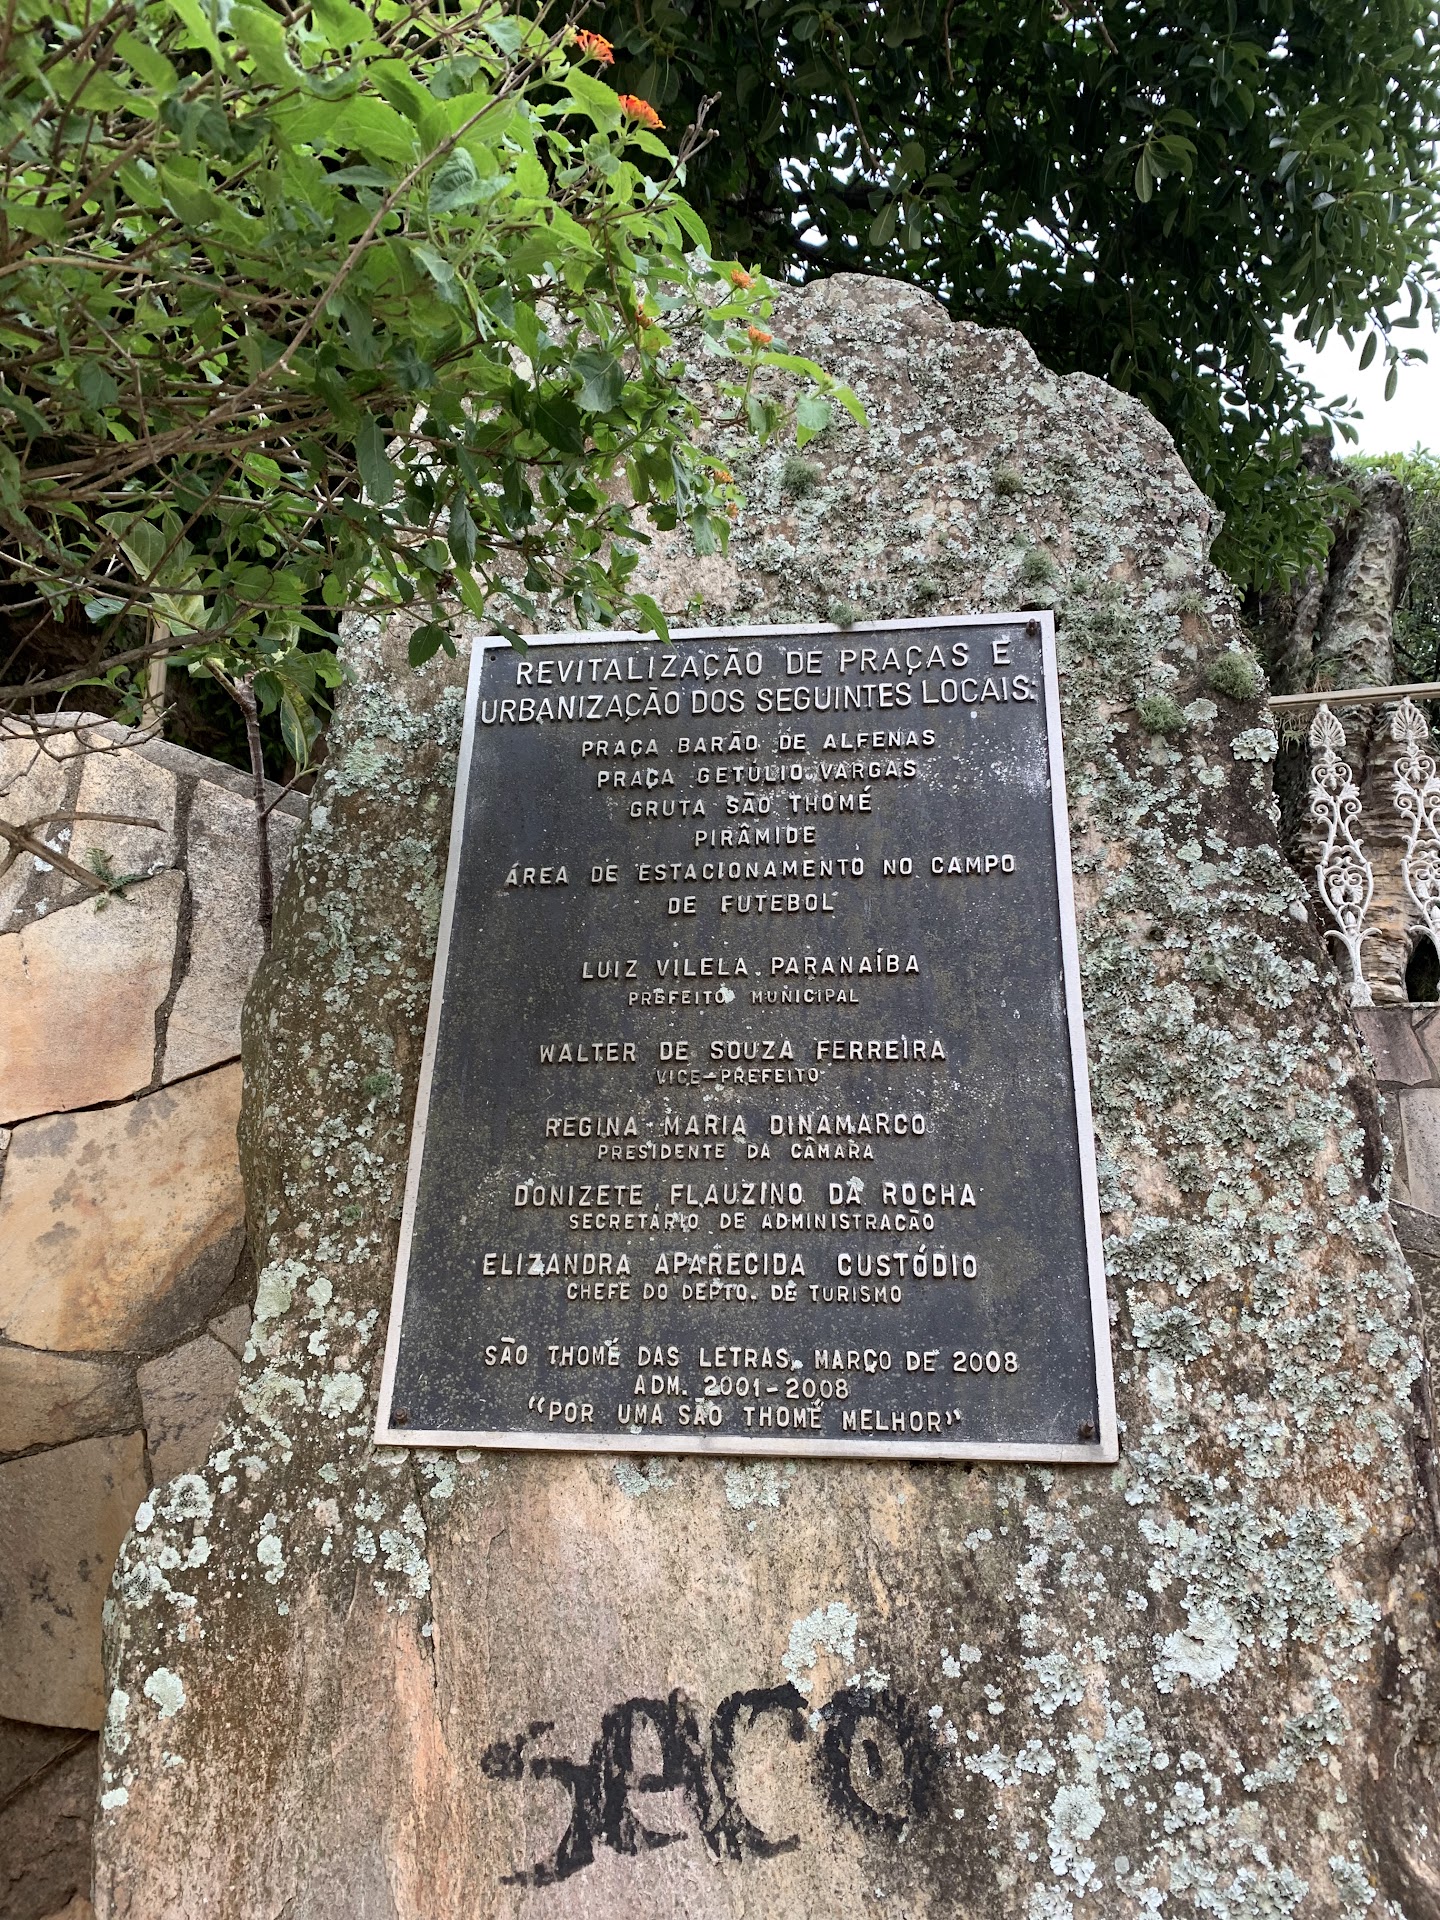 REVITALIZAÇÃO DE PRAÇAS E
URBANIZAÇÃO DOS SEGUINTES LOCAIS:
PRAÇA BARÃO DE ALFENAS
PRAÇA GETÚLIO VARGAS
GRUTA SÃO THOMÉ
PIRÂMIDE
ÁREA DE ESTACIONAMENTO NO CAMPO
DE FUTEBOL
LUIZ VILELA PARANAÍBA
PREFEITO MUNICIPAL
WALTER DE SOUZA FERREIRA
VICE-PREFEITO
REGINA MARIA DINAMARCO
PRESIDENTE DA CÂMARA
DONIZETE FLAUZINO DA ROCHA
SECRETÁRIO DE ADMINISTRAÇÃO
ELIZANDRA APARECIDA CUSTÓDIO
CHEFE DO DEPTO. DE TURISMO
SÃO THOMÉ DAS LETRAS, MARÇO DE 2008
ADM. 2001-2008
“POR UMA SÃO THOMÉ MELHOR”